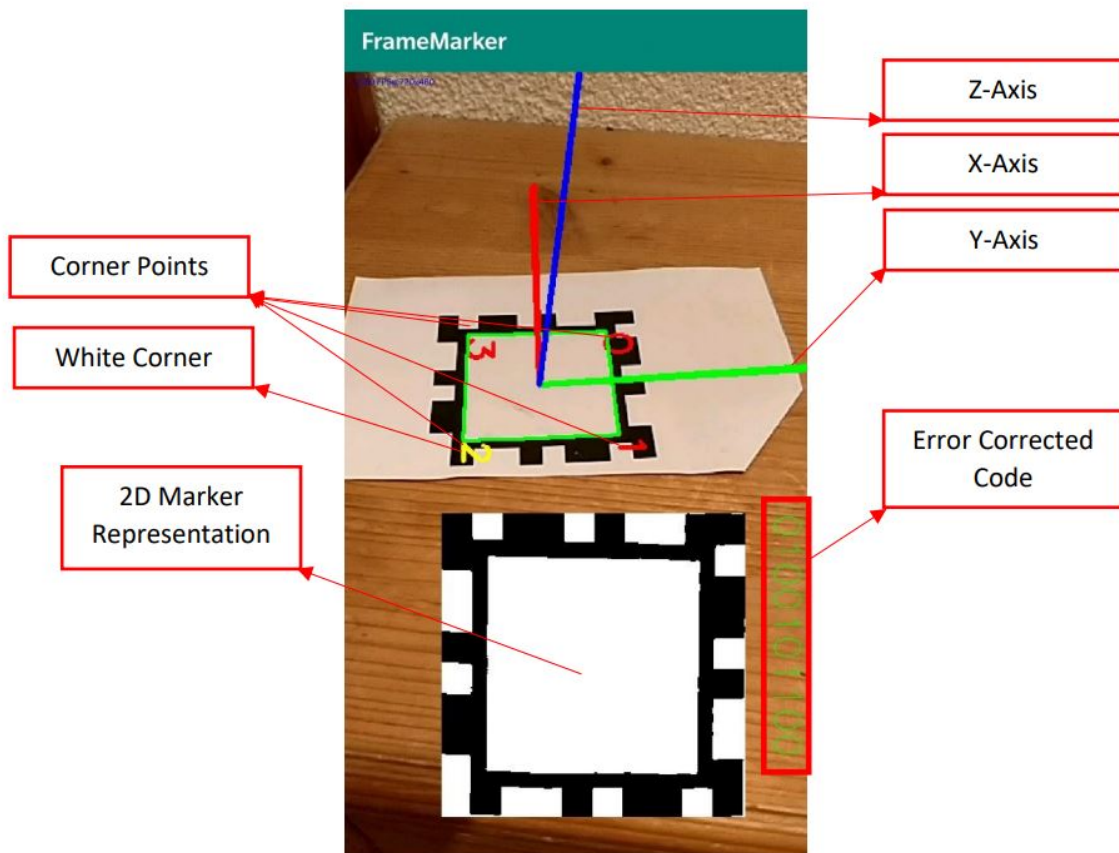 FrameMarker
Z-Axis
X-Axis
Y-Axis
Corner Points
White Corner
3
0
2
1
2D Marker
Representation
Error Corrected
Code